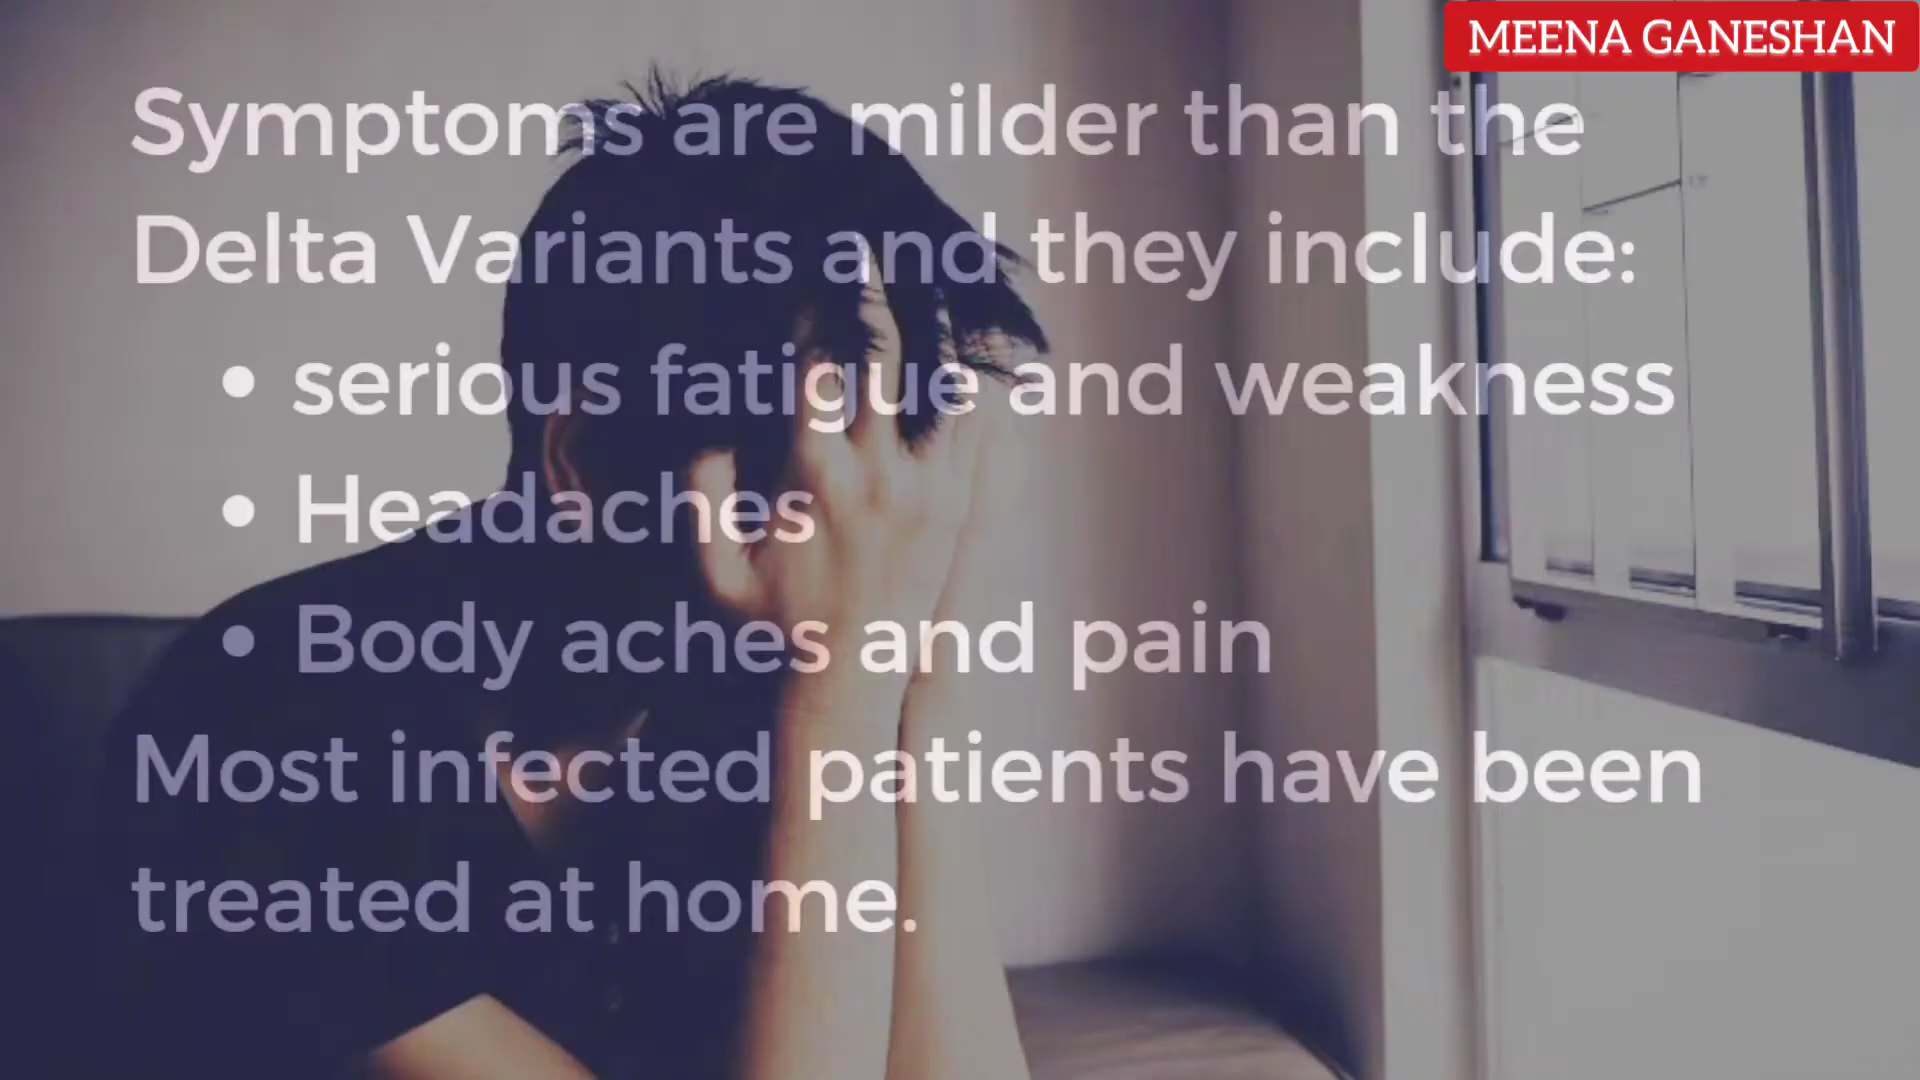 MEENA GANESHAN
Symptoms are milder than the
Delta Variants and they include:
• serious fatigue and weakness
• Headaches
• Body aches and pain
Most infected patients have been
treated at home.